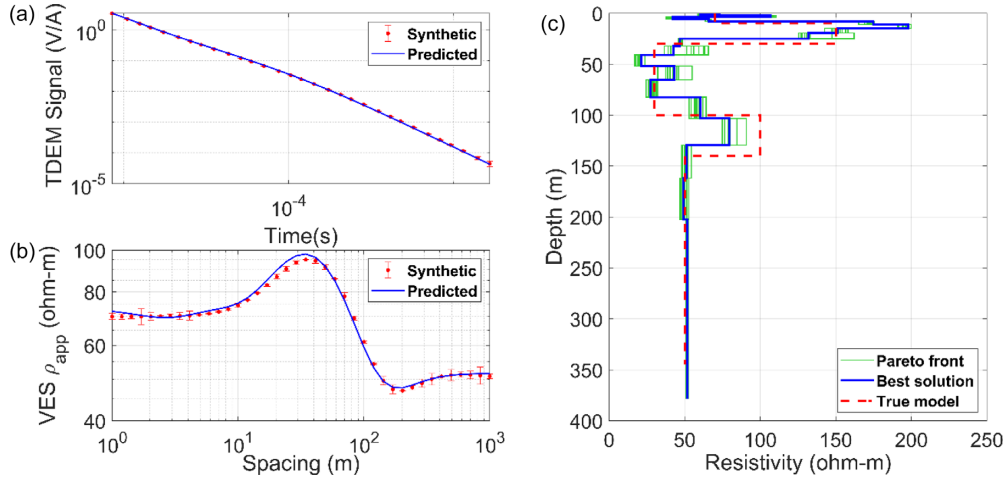 (a)
TDEM Signal (V/A)
10^0
10^-5
Synthetic
Predicted
10^-4
Time(s)
(b)
VES ρ_app (ohm-m)
100
80
60
40
Synthetic
Predicted
10^0
10^1
10^2
10^3
Spacing (m)
(c)
Depth (m)
0
50
100
150
200
250
300
350
400
Pareto front
Best solution
True model
0
50
100
150
200
250
Resistivity (ohm-m)